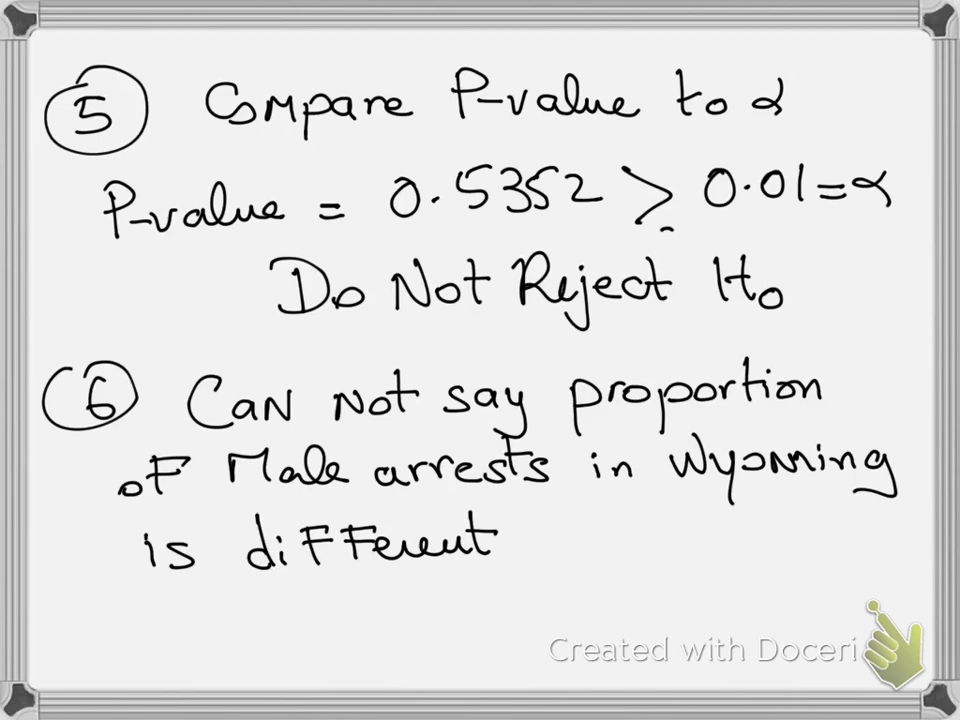 5 Compare P-value to α
P-value = 0.5352 > 0.01 = α
Do Not Reject H₀
6 Can not say proportion
of Male arrests in Wyoming
is different
Created with Doceri